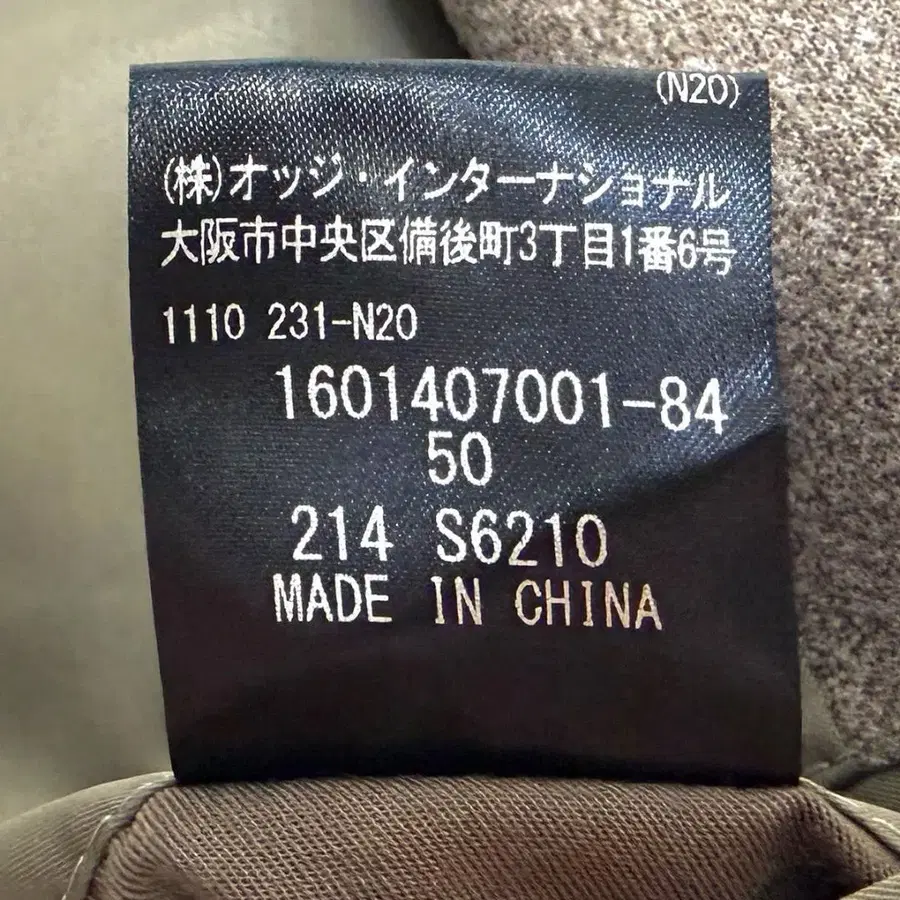 (N20)
(株)オッジ・インターナショナル
大阪市中央区備後町3丁目1番6号
1110 231-N20
1601407001-84
50
214 S6210
MADE IN CHINA